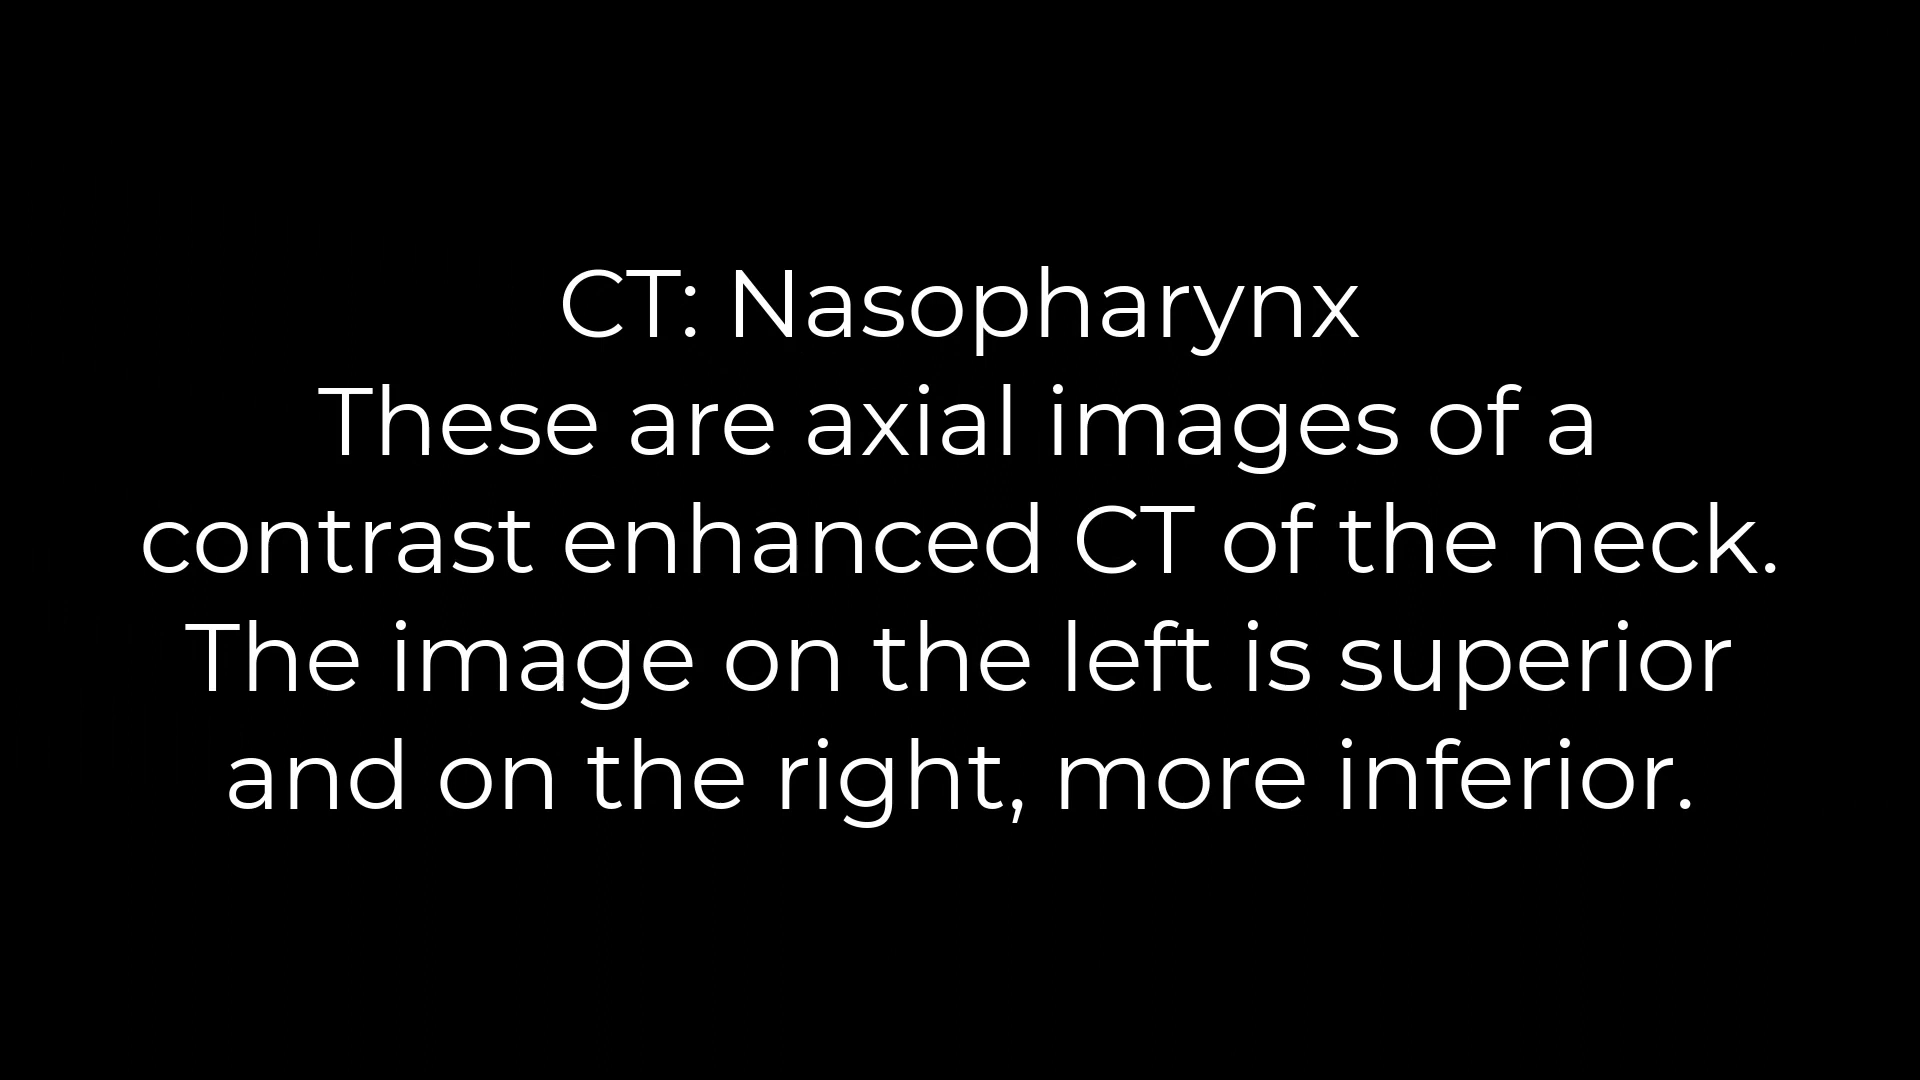 CT: Nasopharynx
These are axial images of a
contrast enhanced CT of the neck.
The image on the left is superior
and on the right, more inferior.